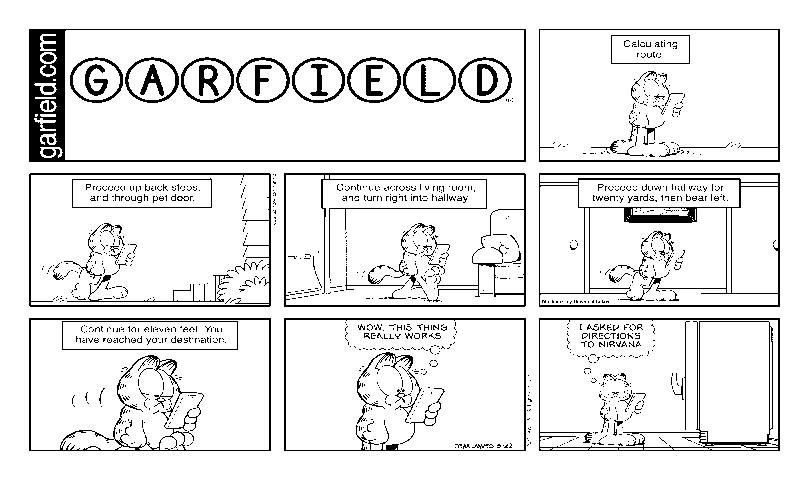 garfield.com
GARFIELD
Calculating
route.
Proceed up back steps,
and through pet door.
Continue across living room,
and turn right into hallway.
Proceed down hallway for
twenty yards, then bear left.
Continue for eleven feet. You
have reached your destination.
WOW, THIS THING
REALLY WORKS
JIM DAVIS
I ASKED FOR
DIRECTIONS
TO NIRVANA